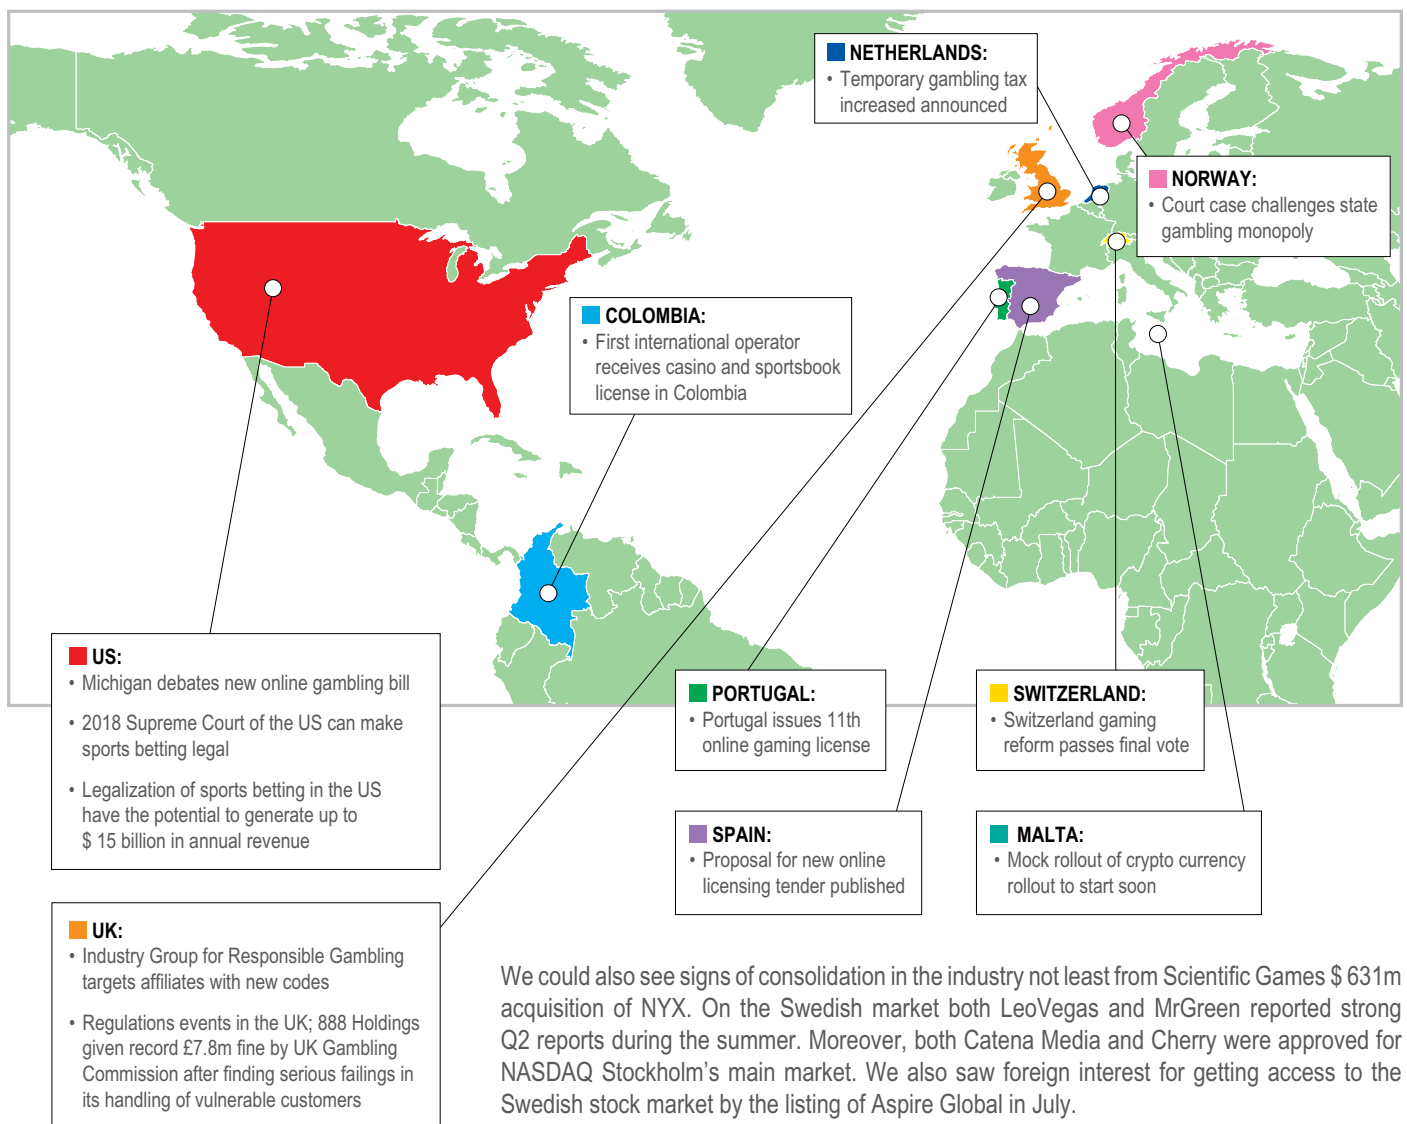 NETHERLANDS:
• Temporary gambling tax
increased announced
NORWAY:
• Court case challenges state
gambling monopoly
COLOMBIA:
• First international operator
receives casino and sportsbook
license in Colombia
US:
• Michigan debates new online gambling bill
• 2018 Supreme Court of the US can make
sports betting legal
• Legalization of sports betting in the US
have the potential to generate up to
$ 15 billion in annual revenue
PORTUGAL:
• Portugal issues 11th
online gaming license
SWITZERLAND:
• Switzerland gaming
reform passes final vote
SPAIN:
• Proposal for new online
licensing tender published
MALTA:
• Mock rollout of crypto currency
rollout to start soon
UK:
• Industry Group for Responsible Gambling
targets affiliates with new codes
• Regulations events in the UK; 888 Holdings
given record £7.8m fine by UK Gambling
Commission after finding serious failings in
its handling of vulnerable customers
We could also see signs of consolidation in the industry not least from Scientific Games $ 631m
acquisition of NYX. On the Swedish market both LeoVegas and MrGreen reported strong
Q2 reports during the summer. Moreover, both Catena Media and Cherry were approved for
NASDAQ Stockholm's main market. We also saw foreign interest for getting access to the
Swedish stock market by the listing of Aspire Global in July.